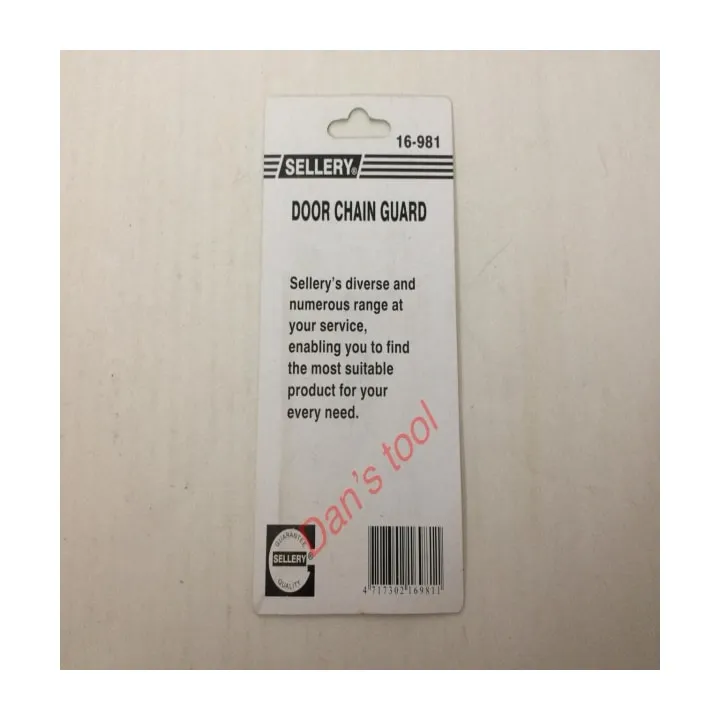 16-981
SELLERY®
DOOR CHAIN GUARD
Sellery's diverse and
numerous range at
your service,
enabling you to find
the most suitable
product for your
every need.
Dan's tool
GUARANTEE
SELLERY®
QUALITY
4 717302 169811